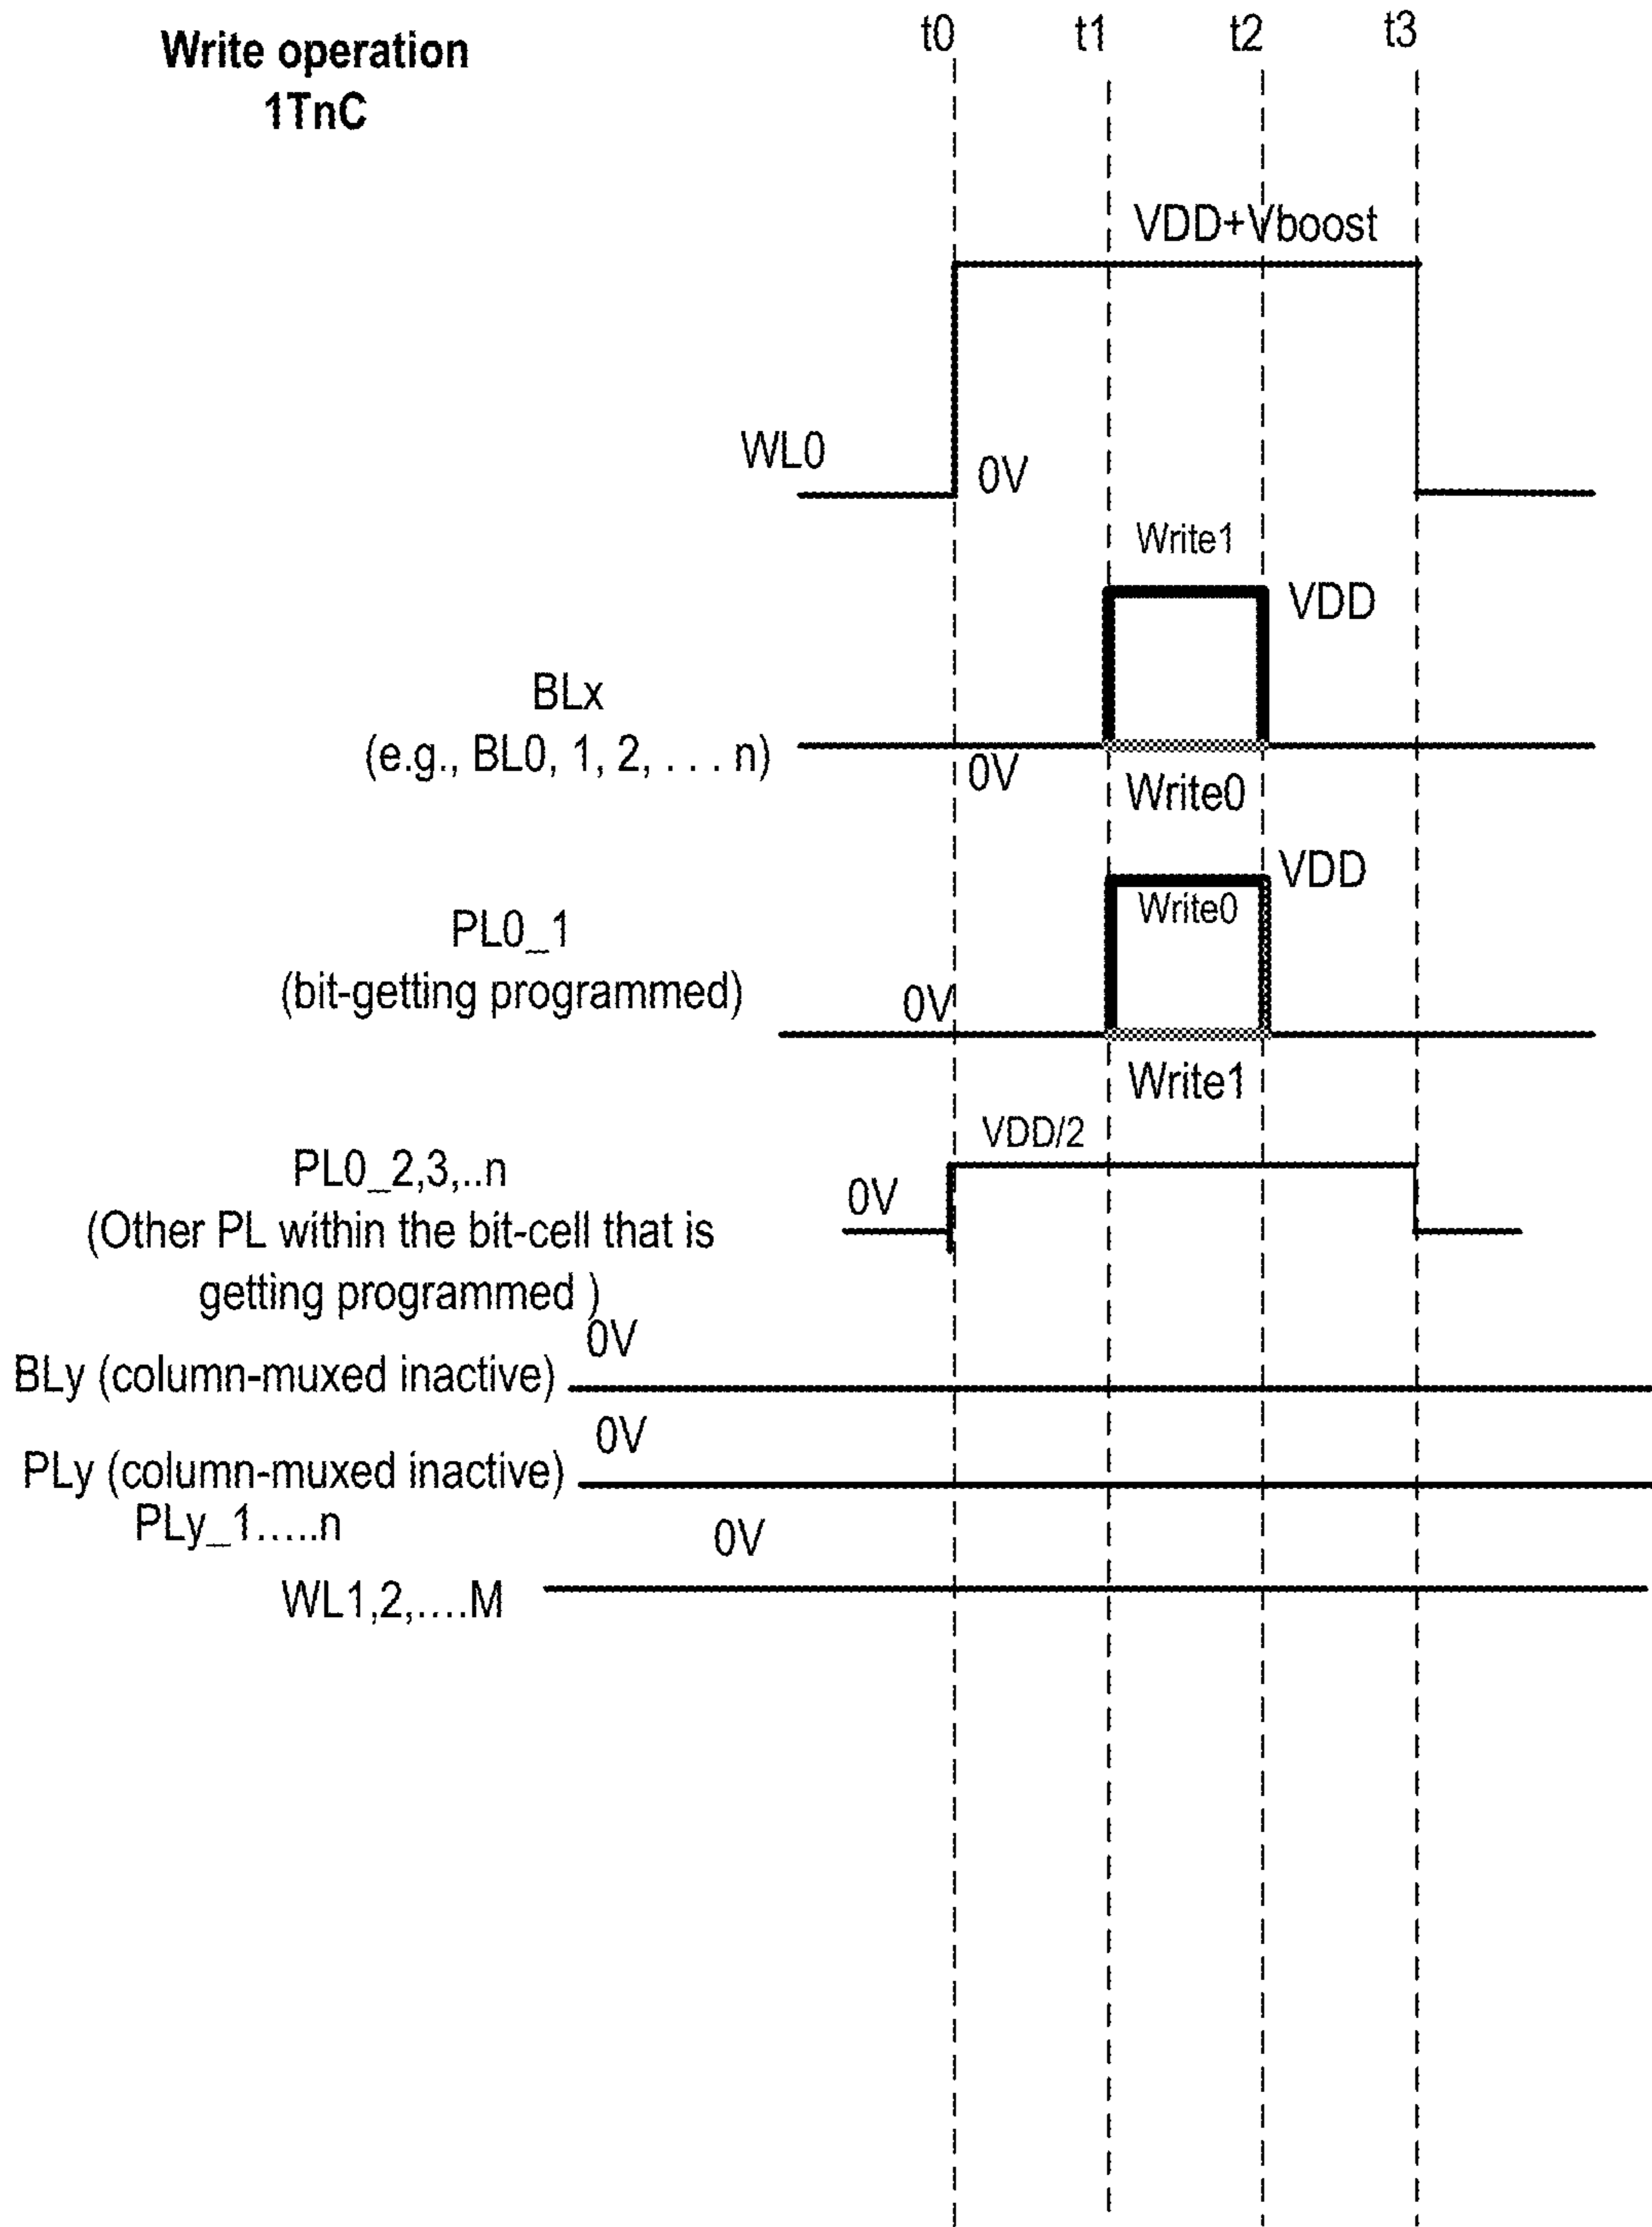 Write operation
1TnC
t0 t1 t2 t3
VDD+Vboost
WL0
0V
Write1
VDD
BLx
(e.g., BL0, 1, 2, . . . n)
0V
Write0
VDD
Write0
PL0_1
(bit-getting programmed)
0V
Write1
VDD/2
PL0_2,3,..n
0V
(Other PL within the bit-cell that is
getting programmed )
0V
BLy (column-muxed inactive)
0V
PLy (column-muxed inactive)
PLy_1.....n
0V
WL1,2,....M